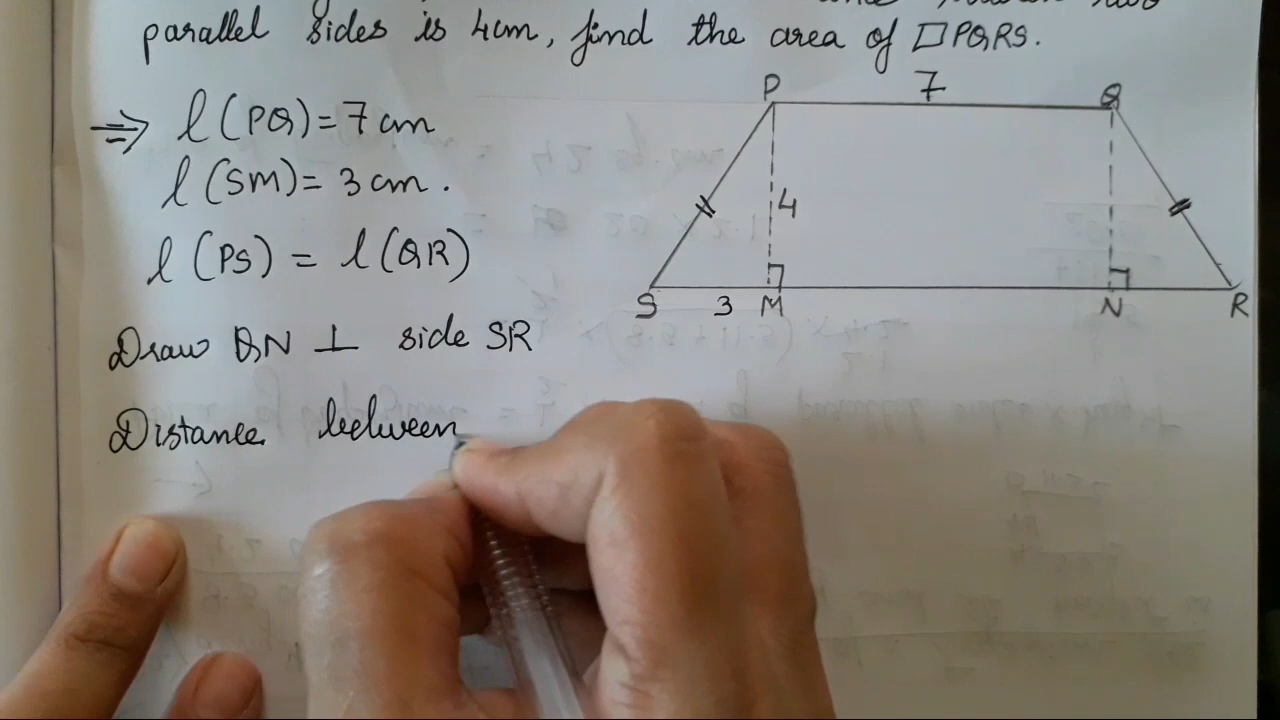 parallel sides is 4cm, find the area of □PQRS.
⇒ l(PQ) = 7 cm
l(SM) = 3 cm.
l(PS) = l(QR)
Draw QN ⊥ side SR
Distance between
P 7 Q
4
S 3 M N R